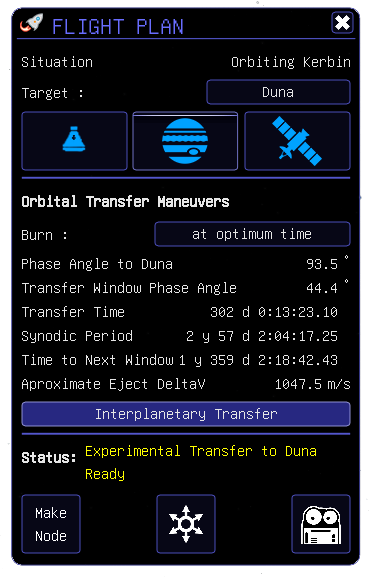 FLIGHT PLAN
Situation Orbiting Kerbin
Target : Duna
Orbital Transfer Maneuvers
Burn : at optimum time
Phase Angle to Duna 93.5 °
Transfer Window Phase Angle 44.4 °
Transfer Time 302 d 0:13:23.10
Synodic Period 2 y 57 d 2:04:17.25
Time to Next Window 1 y 359 d 2:18:42.43
Aproximate Eject DeltaV 1047.5 m/s
Interplanetary Transfer
Status: Experimental Transfer to Duna
Ready
Make
Node